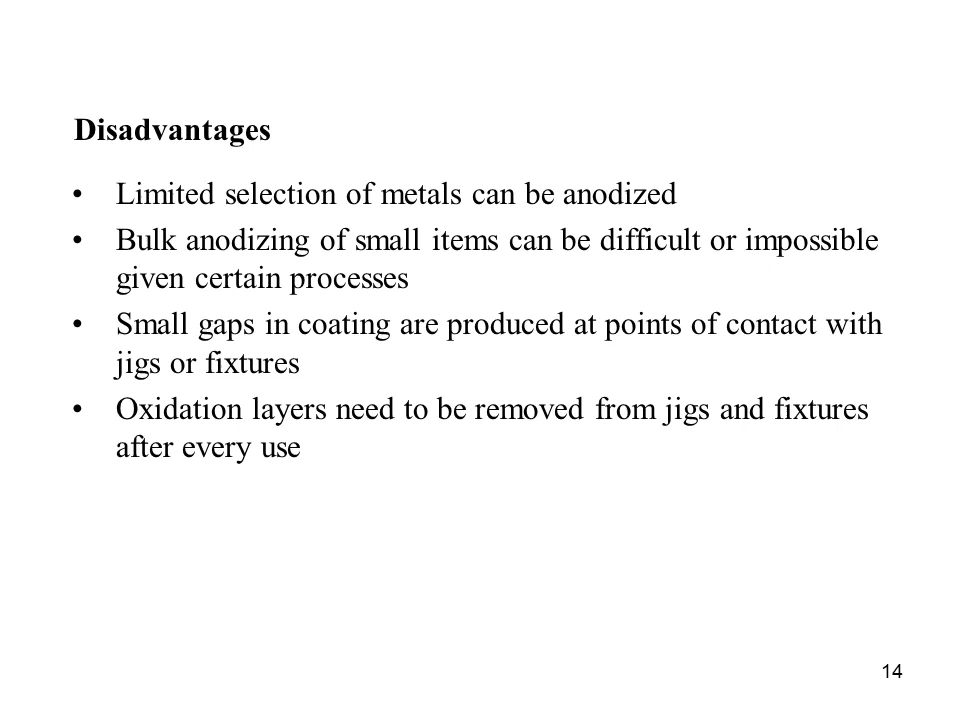 Disadvantages
• Limited selection of metals can be anodized
• Bulk anodizing of small items can be difficult or impossible
given certain processes
• Small gaps in coating are produced at points of contact with
jigs or fixtures
• Oxidation layers need to be removed from jigs and fixtures
after every use
14